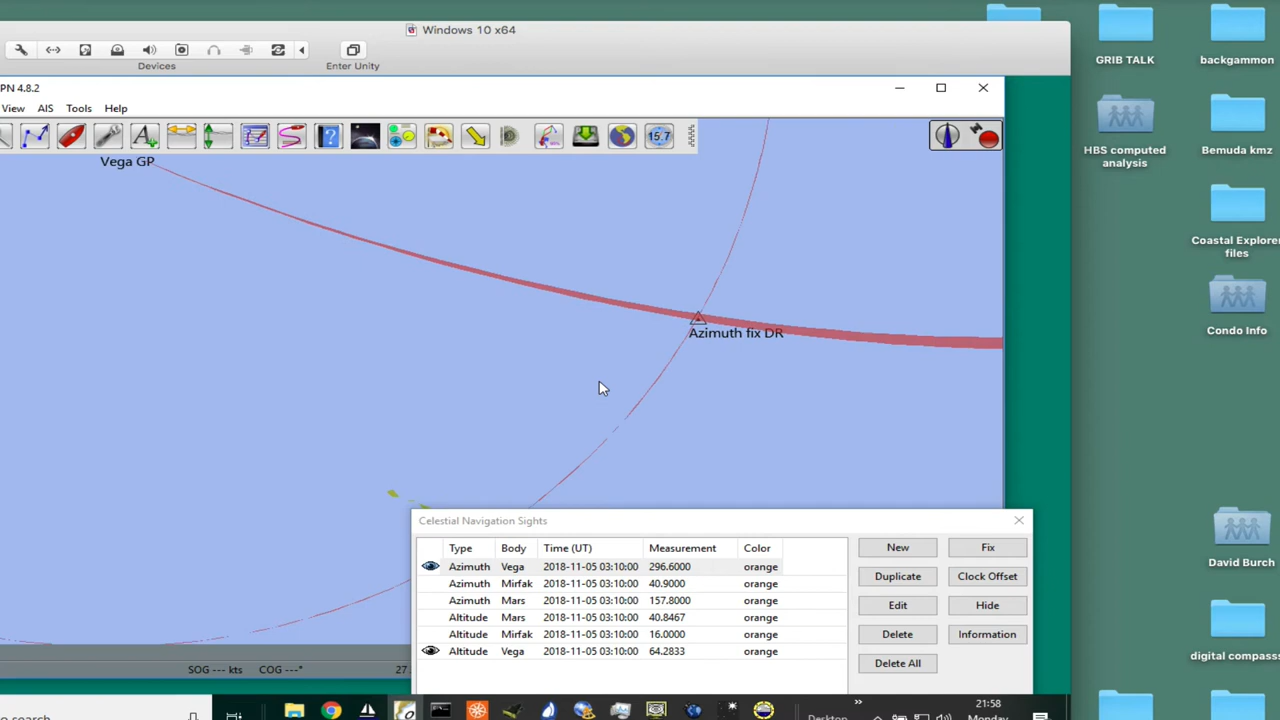 Windows 10 x64
Devices
Enter Unity
GRIB TALK
backgammon
PN 4.8.2
View AIS Tools Help
15.7
HBS computed
analysis
Bemuda kmz
Vega GP
Coastal Explorer
files
Azimuth fix DR
Condo Info
Celestial Navigation Sights
Type Body Time (UT) Measurement Color
Azimuth Vega 2018-11-05 03:10:00 296.6000 orange
Azimuth Mirfak 2018-11-05 03:10:00 40.9000 orange
Azimuth Mars 2018-11-05 03:10:00 157.8000 orange
Altitude Mars 2018-11-05 03:10:00 40.8467 orange
Altitude Mirfak 2018-11-05 03:10:00 16.0000 orange
Altitude Vega 2018-11-05 03:10:00 64.2833 orange
New Fix
Duplicate Clock Offset
Edit Hide
Delete Information
Delete All
David Burch
digital compass
SOG --- kts COG ---° 27
o search
Desktop
»
21:58
Monday